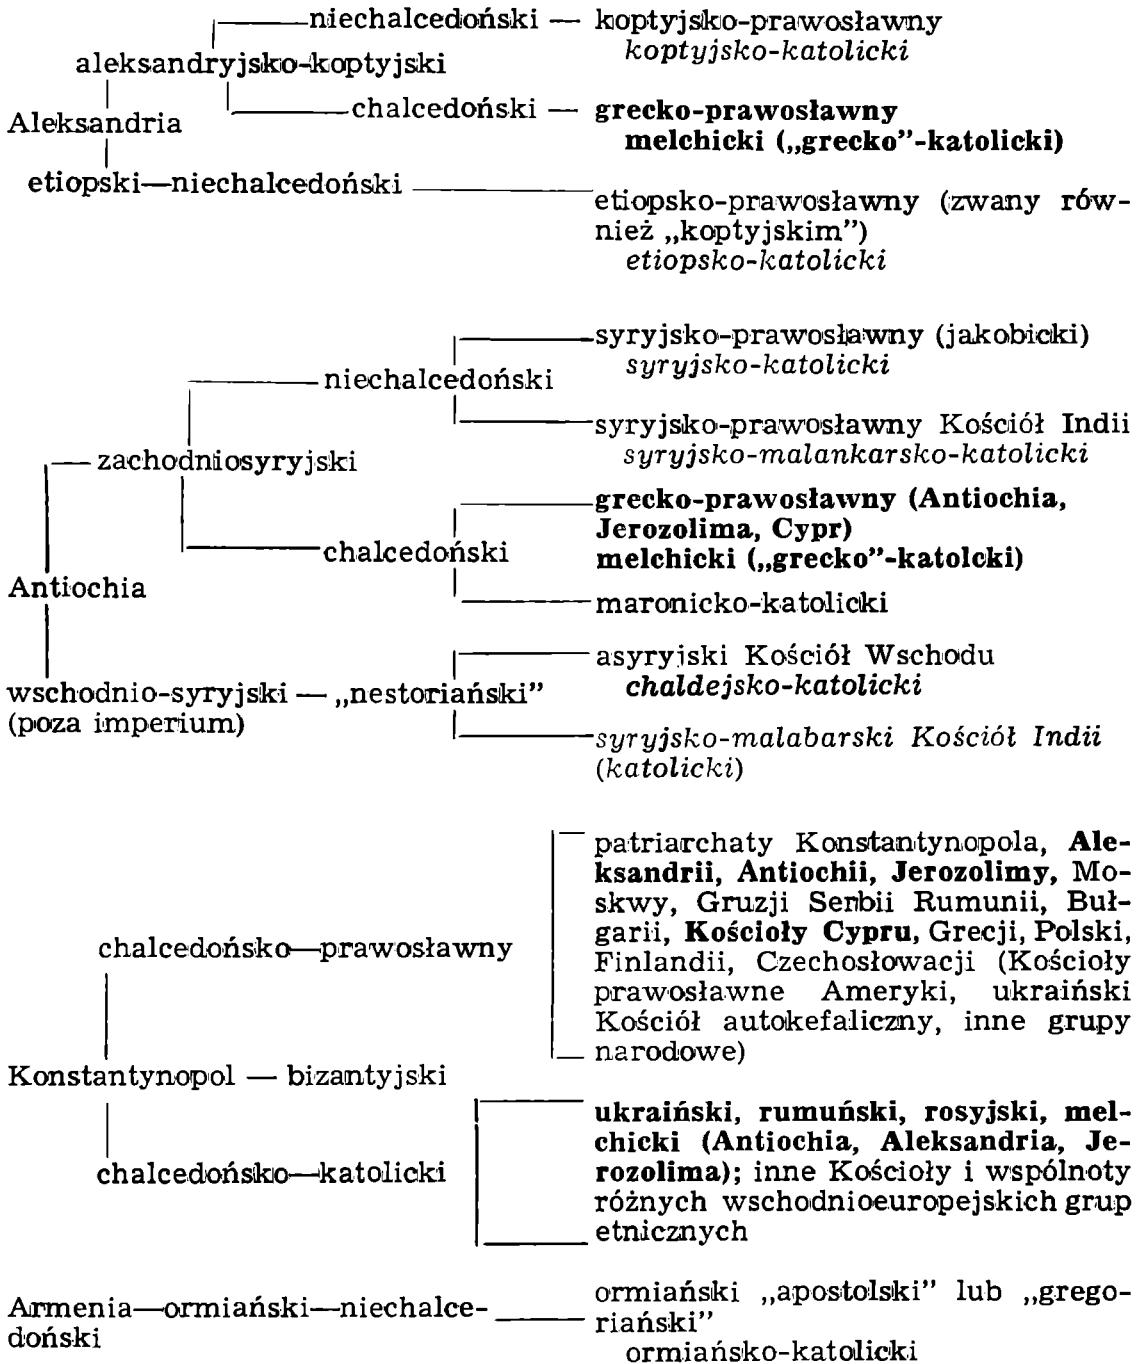 niechalcedoński — koptyjsko-prawosławny
koptyjsko-katolicki
aleksandryjsko-koptyjski
chalcedoński — grecko-prawosławny
melchicki („grecko”-katolicki)
Aleksandria
etiopski—niechalcedoński
etiopsko-prawosławny (zwany rów-
nież „koptyjskim”)
etiopsko-katolicki
syryjsko-prawosławny (jakobicki)
syryjsko-katolicki
niechalcedoński
syryjsko-prawosławny Kościół Indii
syryjsko-malankarsko-katolicki
zachodniosyryjski
grecko-prawosławny (Antiochia,
Jerozolima, Cypr)
melchicki („grecko”-katolcki)
chalcedoński
Antiochia
maronicko-katolicki
asyryjski Kościół Wschodu
chaldejsko-katolicki
wschodnio-syryjski — „nestoriański”
(poza imperium)
syryjsko-malabarski Kościół Indii
(katolicki)
patriarchaty Konstantynopola, Ale-
ksandrii, Antiochii, Jerozolimy, Mo-
skwy, Gruzji Serbii Rumunii, Buł-
garii, Kościoły Cypru, Grecji, Polski,
Finlandii, Czechosłowacji (Kościoły
prawosławne Ameryki, ukraiński
Kościół autokefaliczny, inne grupy
narodowe)
chalcedońsko—prawosławny
Konstantynopol — bizantyjski
chalcedońsko—katolicki
ukraiński, rumuński, rosyjski, mel-
chicki (Antiochia, Aleksandria, Je-
rozolima); inne Kościoły i wspólnoty
różnych wschodnioeuropejskich grup
etnicznych
Armenia—ormiański—niechalce-
doński
ormiański „apostolski” lub „grego-
riański”
ormiańsko-katolicki